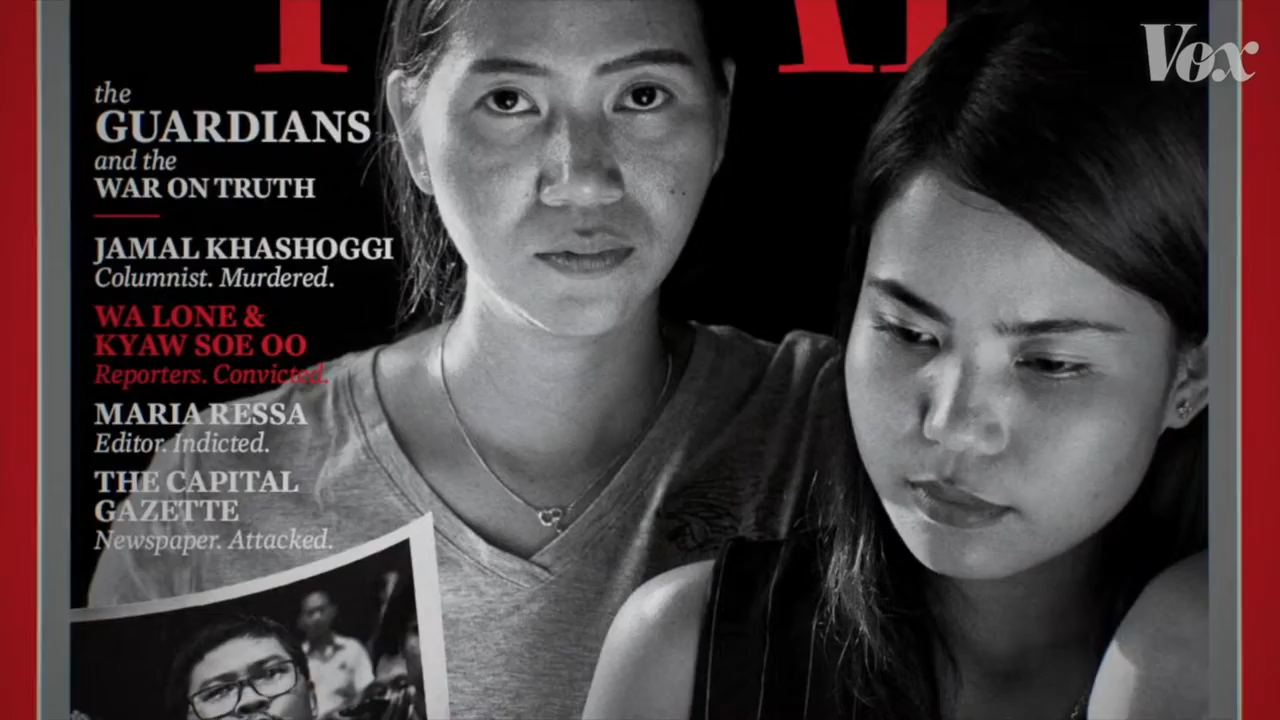 Vox
the
GUARDIANS
and the
WAR ON TRUTH
JAMAL KHASHOGGI
Columnist. Murdered.
WA LONE &
KYAW SOE OO
Reporters. Convicted.
MARIA RESSA
Editor. Indicted.
THE CAPITAL
GAZETTE
Newspaper. Attacked.